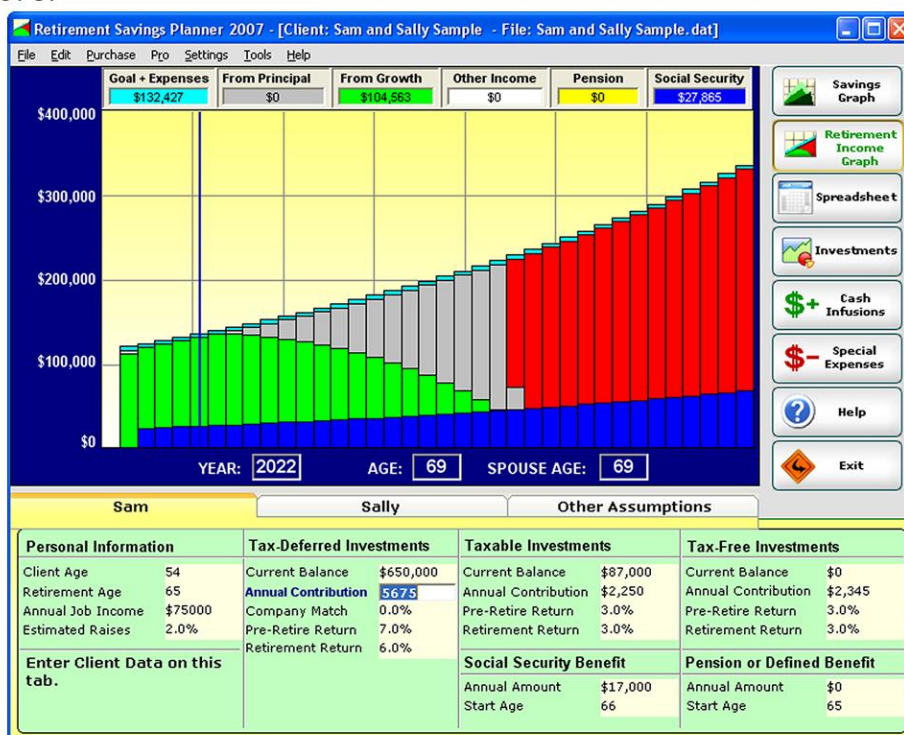 Retirement Savings Planner 2007 - [Client: Sam and Sally Sample - File: Sam and Sally Sample.dat]
File Edit Purchase Pro Settings Tools Help
Goal + Expenses From Principal From Growth Other Income Pension Social Security
$132,427 $0 $104,563 $0 $0 $27,865
$400,000
$300,000
$200,000
$100,000
$0
YEAR: 2022 AGE: 69 SPOUSE AGE: 69
Savings
Graph
Retirement
Income
Graph
Spreadsheet
Investments
$+ Cash
Infusions
$- Special
Expenses
? Help
Exit
Sam Sally Other Assumptions
Personal Information
Client Age 54
Retirement Age 65
Annual Job Income $75000
Estimated Raises 2.0%
Enter Client Data on this
tab.
Tax-Deferred Investments
Current Balance $650,000
Annual Contribution 5675
Company Match 0.0%
Pre-Retire Return 7.0%
Retirement Return 6.0%
Taxable Investments
Current Balance $87,000
Annual Contribution $2,250
Pre-Retire Return 3.0%
Retirement Return 3.0%
Social Security Benefit
Annual Amount $17,000
Start Age 66
Tax-Free Investments
Current Balance $0
Annual Contribution $2,345
Pre-Retire Return 3.0%
Retirement Return 3.0%
Pension or Defined Benefit
Annual Amount $0
Start Age 65